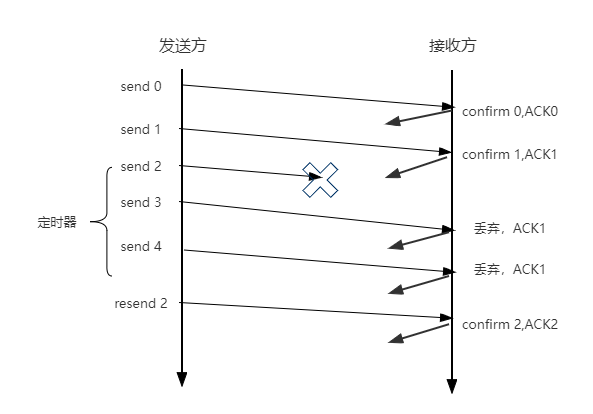 发送方
接收方
send 0
confirm 0,ACK0
send 1
confirm 1,ACK1
send 2
send 3
定时器
丢弃，ACK1
send 4
丢弃，ACK1
resend 2
confirm 2,ACK2